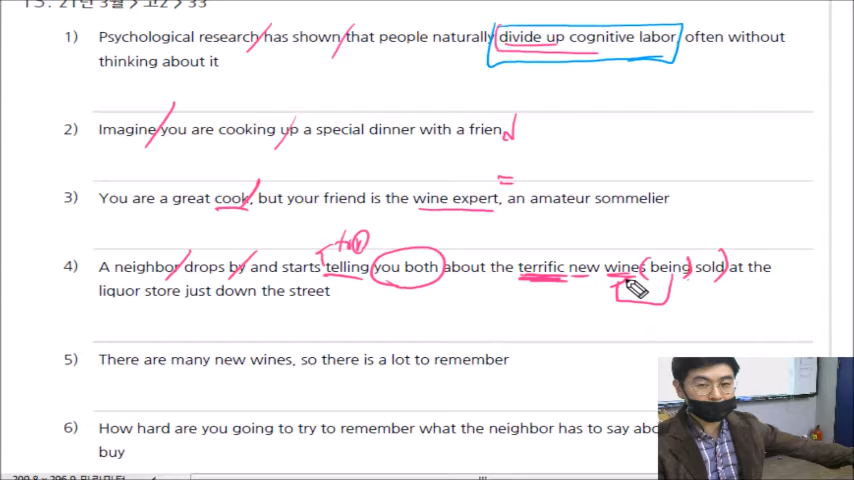 21년 3월 > 고2 > 33
1) Psychological research has shown that people naturally divide up cognitive labor, often without
thinking about it
2) Imagine you are cooking up a special dinner with a frien
=
3) You are a great cook, but your friend is the wine expert, an amateur sommelier
4) A neighbor drops by and starts telling you both about the terrific new wines (being) sold) at the
liquor store just down the street
5) There are many new wines, so there is a lot to remember
6) How hard are you going to try to remember what the neighbor has to say
buy